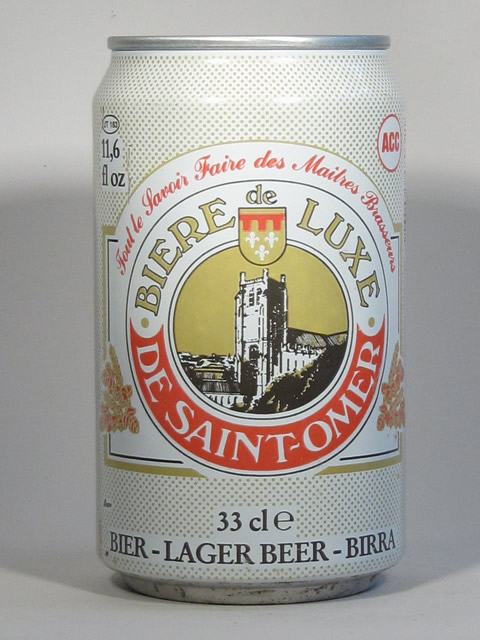 11,6
fl oz
ACC
Tout le Savoir Faire des Maîtres Brasseurs
BIERE de LUXE
DE SAINT-OMER
33 cl e
BIER - LAGER BEER - BIRRA